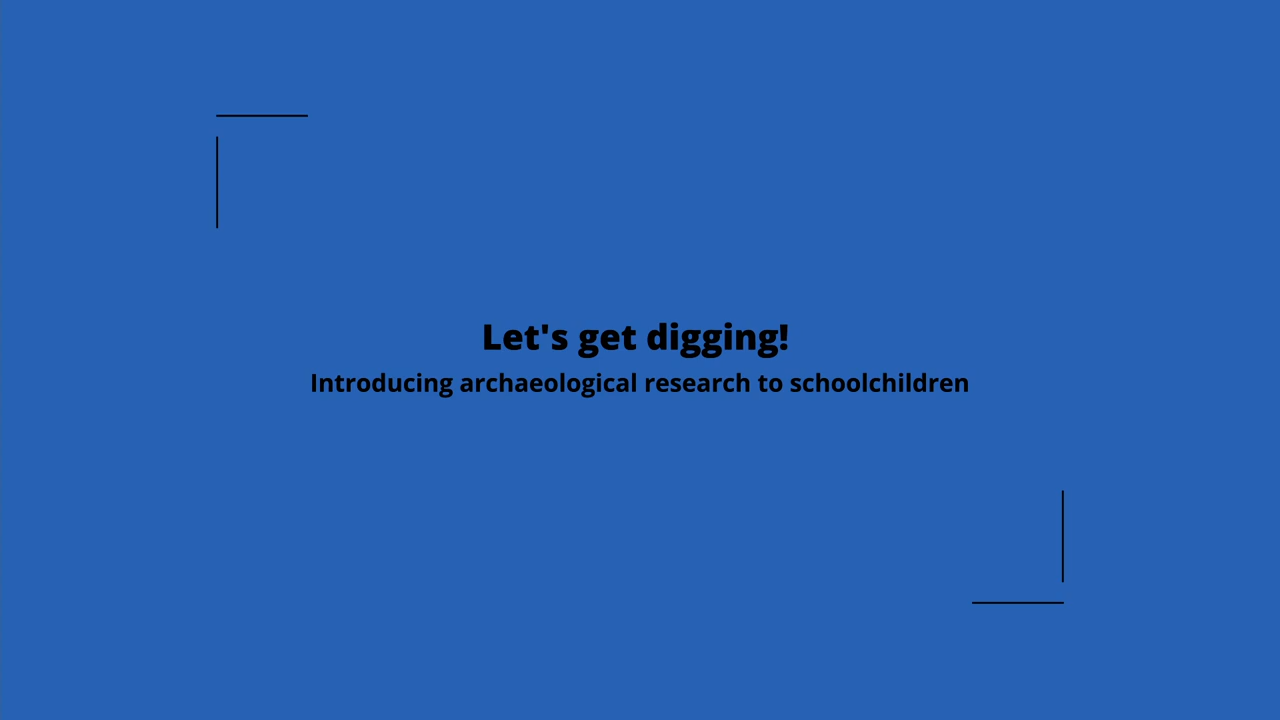 Let's get digging!
Introducing archaeological research to schoolchildren